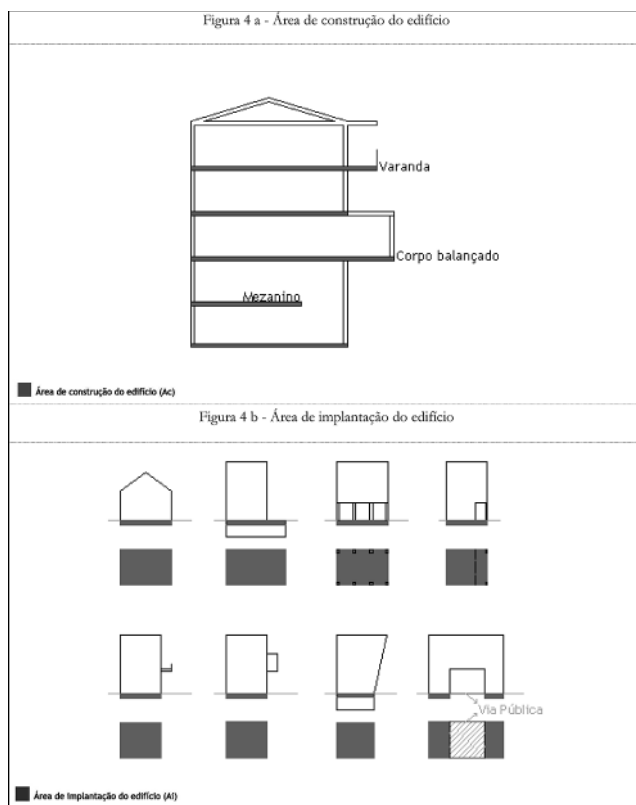 Figura 4 a - Área de construção do edifício
Varanda
Corpo balançado
Mezanino
Área de construção do edifício (Ac)
Figura 4 b - Área de implantação do edifício
Via Pública
Área de implantação do edifício (Ai)